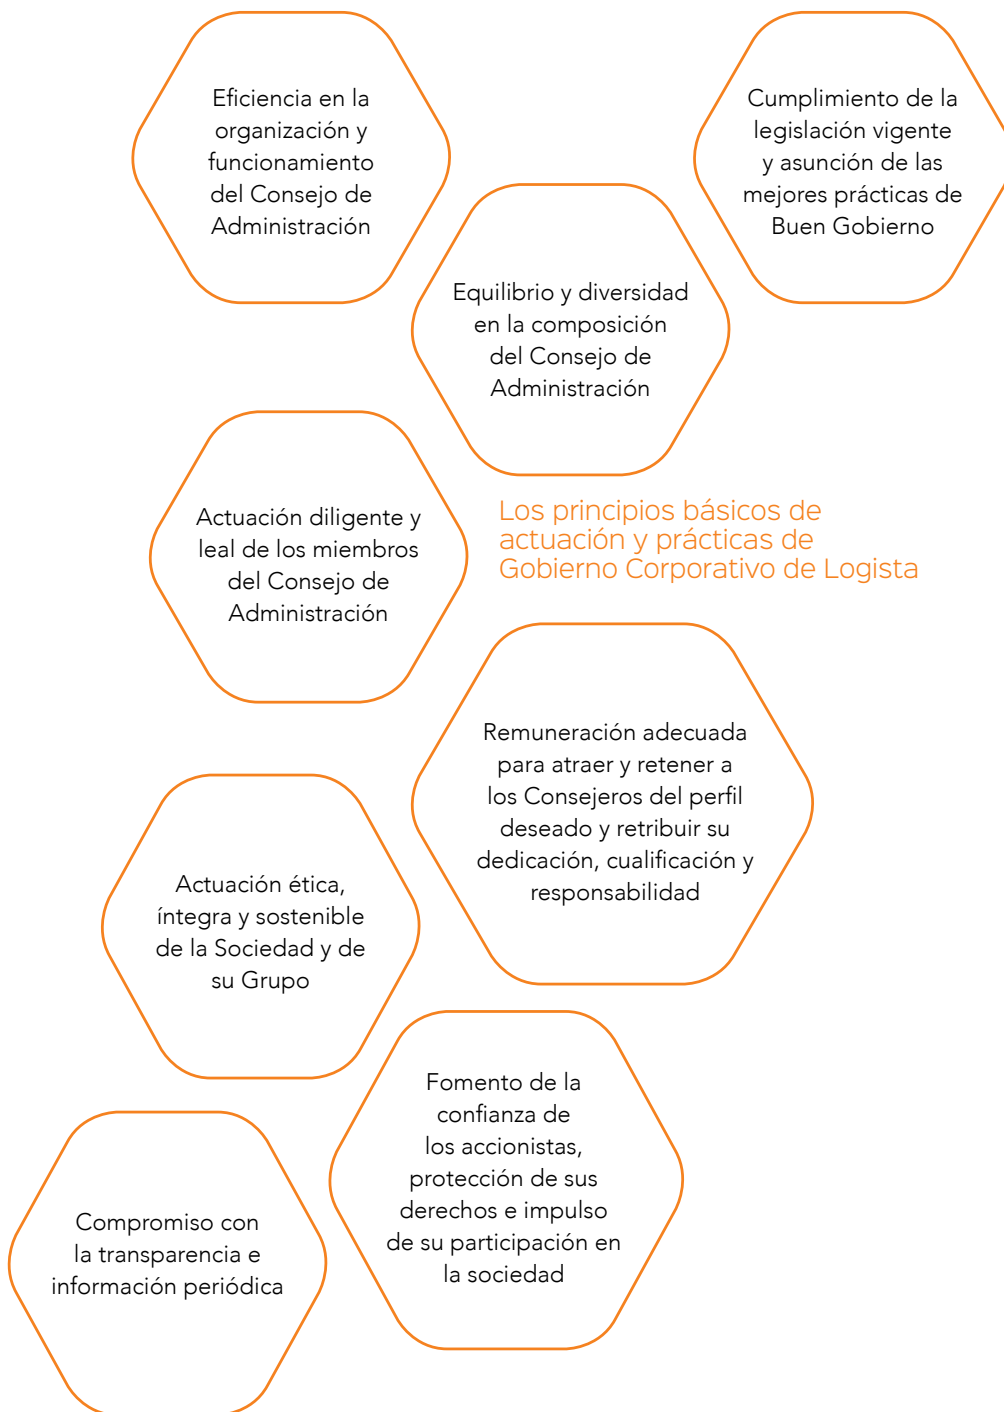 Eficiencia en la
organización y
funcionamiento
del Consejo de
Administración
Cumplimiento de la
legislación vigente
y asunción de las
mejores prácticas de
Buen Gobierno
Equilibrio y diversidad
en la composición
del Consejo de
Administración
Actuación diligente y
leal de los miembros
del Consejo de
Administración
Los principios básicos de
actuación y prácticas de
Gobierno Corporativo de Logista
Remuneración adecuada
para atraer y retener a
los Consejeros del perfil
deseado y retribuir su
dedicación, cualificación y
responsabilidad
Actuación ética,
íntegra y sostenible
de la Sociedad y de
su Grupo
Fomento de la
confianza de
los accionistas,
protección de sus
derechos e impulso
de su participación en
la sociedad
Compromiso con
la transparencia e
información periódica